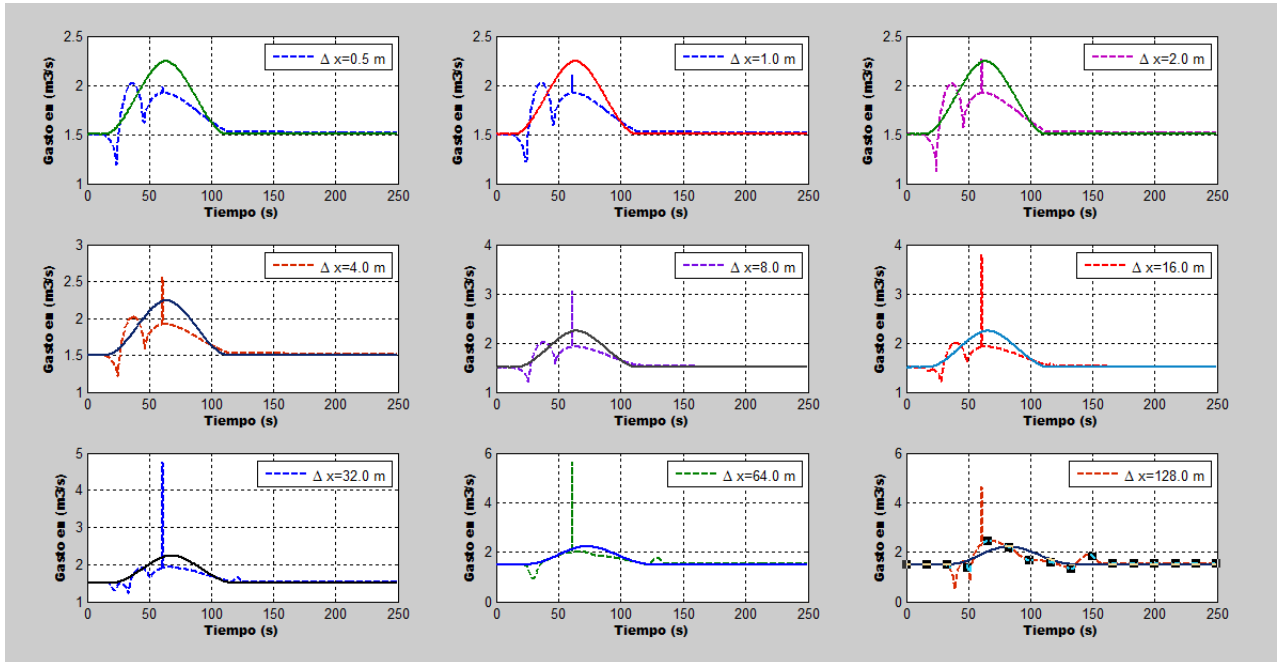 2.5
2
1.5
1
Gasto en (m3/s)
0 50 100 150 200 250
Tiempo (s)
Δ x=0.5 m
2.5
2
1.5
1
Gasto en (m3/s)
0 50 100 150 200 250
Tiempo (s)
Δ x=1.0 m
2.5
2
1.5
1
Gasto en (m3/s)
0 50 100 150 200 250
Tiempo (s)
Δ x=2.0 m
3
2.5
2
1.5
1
Gasto en (m3/s)
0 50 100 150 200 250
Tiempo (s)
Δ x=4.0 m
4
3
2
1
Gasto en (m3/s)
0 50 100 150 200 250
Tiempo (s)
Δ x=8.0 m
4
3
2
1
Gasto en (m3/s)
0 50 100 150 200 250
Tiempo (s)
Δ x=16.0 m
5
4
3
2
1
Gasto en (m3/s)
0 50 100 150 200 250
Tiempo (s)
Δ x=32.0 m
6
4
2
0
Gasto en (m3/s)
0 50 100 150 200 250
Tiempo (s)
Δ x=64.0 m
6
4
2
0
Gasto en (m3/s)
0 50 100 150 200 250
Tiempo (s)
Δ x=128.0 m